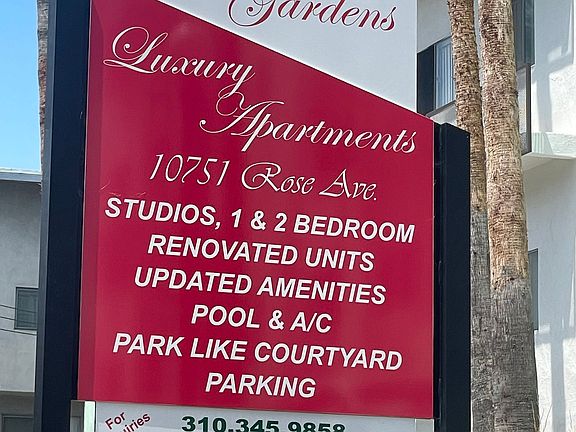 Gardens
Luxury
Apartments
10751 Rose Ave.
STUDIOS, 1 & 2 BEDROOM
RENOVATED UNITS
UPDATED AMENITIES
POOL & A/C
PARK LIKE COURTYARD
PARKING
For
310.345.9858